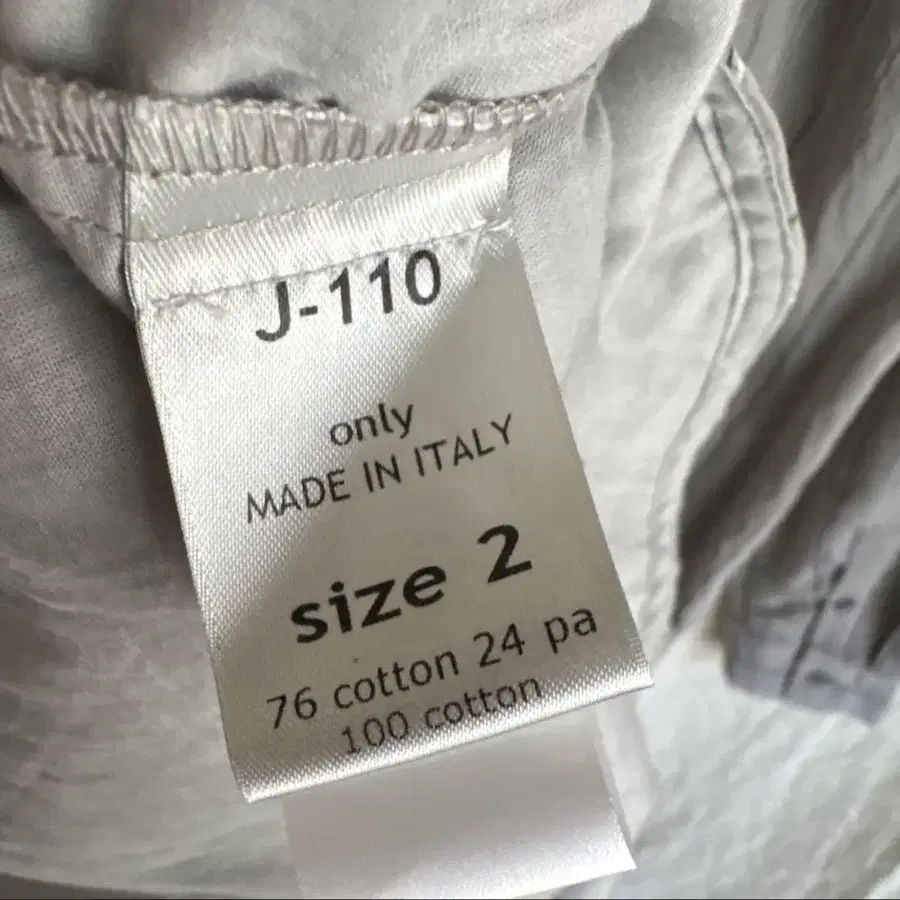 J-110
only
MADE IN ITALY
size 2
76 cotton 24 pa
100 cotton